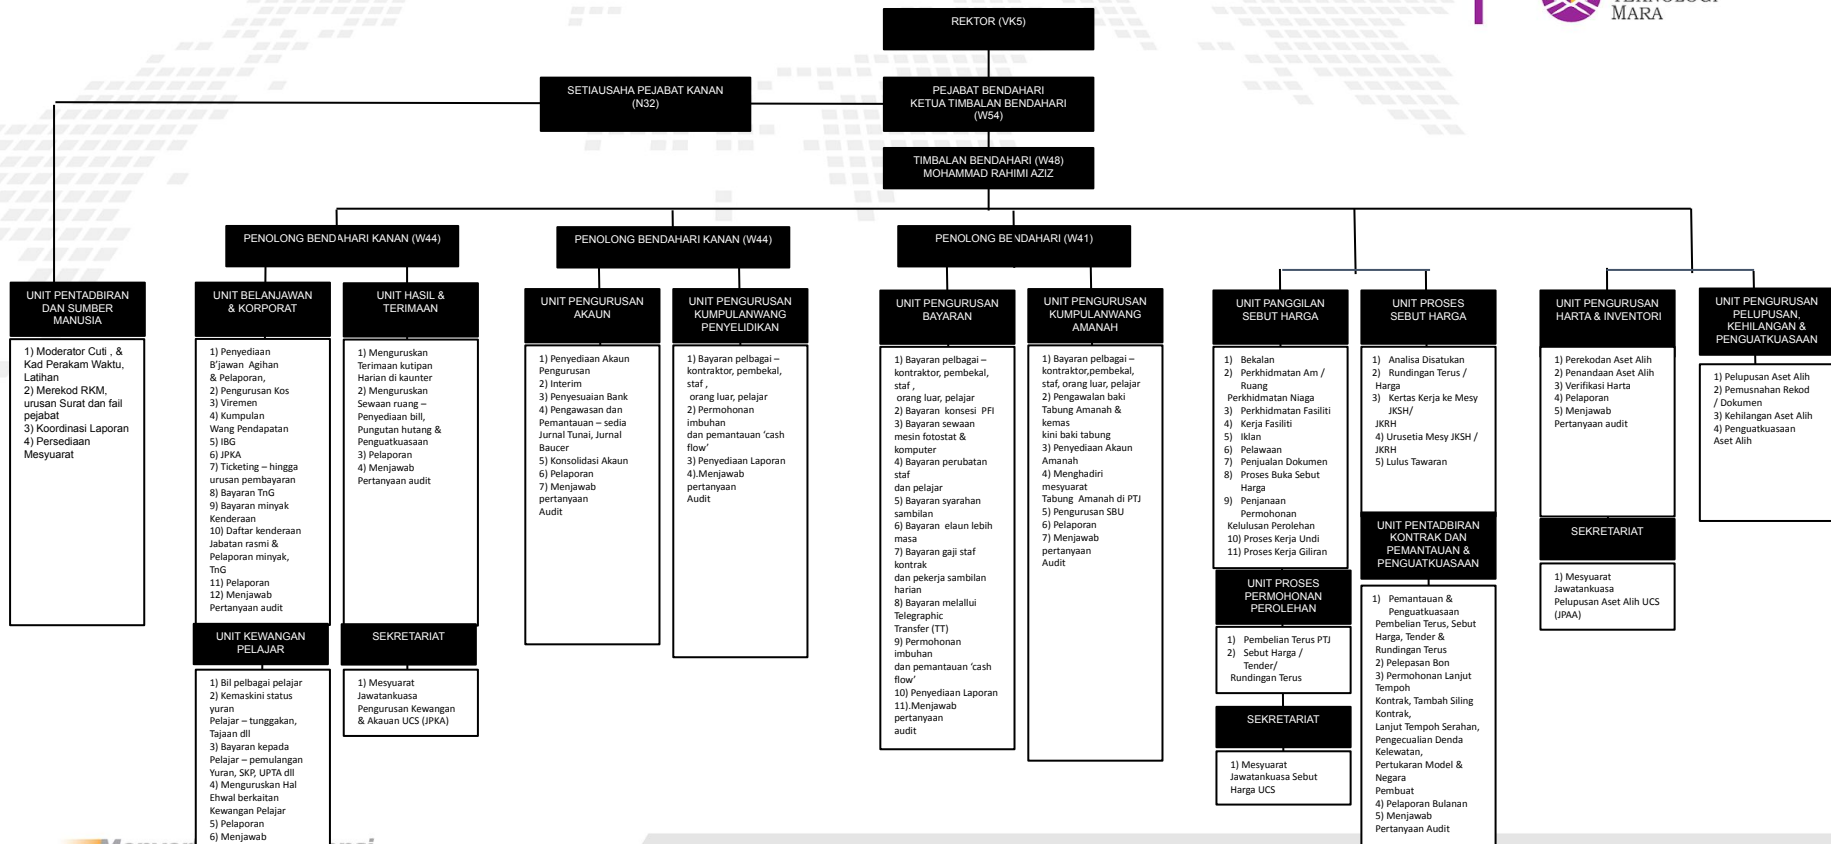 MARA
REKTOR (VK5)
SETIAUSAHA PEJABAT KANAN
(N32)
PEJABAT BENDAHARI
KETUA TIMBALAN BENDAHARI
(W54)
TIMBALAN BENDAHARI (W48)
MOHAMMAD RAHIMI AZIZ
PENOLONG BENDAHARI KANAN (W44)
PENOLONG BENDAHARI KANAN (W44)
PENOLONG BENDAHARI (W41)
UNIT PENTADBIRAN
DAN SUMBER
MANUSIA
1) Moderator Cuti , &
Kad Perakam Waktu,
Latihan
2) Merekod RKM,
urusan Surat dan fail
pejabat
3) Koordinasi Laporan
4) Persediaan
Mesyuarat
UNIT BELANJAWAN
& KORPORAT
1) Penyediaan
B'jawan Agihan
& Pelaporan,
2) Pengurusan Kos
3) Viremen
4) Kumpulan
Wang Pendapatan
5) IBG
6) JPKA
7) Ticketing – hingga
urusan pembayaran
8) Bayaran TnG
9) Bayaran minyak
Kenderaan
10) Daftar kenderaan
Jabatan rasmi &
Pelaporan minyak,
TnG
11) Pelaporan
12) Menjawab
Pertanyaan audit
UNIT KEWANGAN
PELAJAR
1) Bil pelbagai pelajar
2) Kemaskini status
yuran
Pelajar – tunggakan,
Tajaan dll
3) Bayaran kepada
Pelajar – pemulangan
Yuran, SKP, UPTA dll
4) Menguruskan Hal
Ehwal berkaitan
Kewangan Pelajar
5) Pelaporan
6) Menjawab
UNIT HASIL &
TERIMAAN
1) Menguruskan
Terimaan kutipan
Harian di kaunter
2) Menguruskan
Sewaan ruang –
Penyediaan bill,
Pungutan hutang &
Penguatkuasaan
3) Pelaporan
4) Menjawab
Pertanyaan audit
SEKRETARIAT
1) Mesyuarat
Jawatankuasa
Pengurusan Kewangan
& Akauan UCS (JPKA)
UNIT PENGURUSAN
AKAUN
1) Penyediaan Akaun
Pengurusan
2) Interim
3) Penyesuaian Bank
4) Pengawasan dan
Pemantauan – sedia
Jurnal Tunai, Jurnal
Baucer
5) Konsolidasi Akaun
6) Pelaporan
7) Menjawab
pertanyaan
Audit
UNIT PENGURUSAN
KUMPULANWANG
PENYELIDIKAN
1) Bayaran pelbagai –
kontraktor, pembekal,
staf ,
orang luar, pelajar
2) Permohonan
imbuhan
dan pemantauan 'cash
flow'
3) Penyediaan Laporan
4).Menjawab
pertanyaan
Audit
UNIT PENGURUSAN
BAYARAN
1) Bayaran pelbagai –
kontraktor, pembekal,
staf ,
orang luar, pelajar
2) Bayaran konsesi PFI
3) Bayaran sewaan
mesin fotostat &
komputer
4) Bayaran perubatan
staf
dan pelajar
5) Bayaran syarahan
sambilan
6) Bayaran elaun lebih
masa
7) Bayaran gaji staf
kontrak
dan pekerja sambilan
harian
8) Bayaran melallui
Telegraphic
Transfer (TT)
9) Permohonan
imbuhan
dan pemantauan 'cash
flow'
10) Penyediaan Laporan
11).Menjawab
pertanyaan
audit
UNIT PENGURUSAN
KUMPULANWANG
AMANAH
1) Bayaran pelbagai –
kontraktor,pembekal,
staf, orang luar, pelajar
2) Pengawalan baki
Tabung Amanah &
kemas
kini baki tabung
3) Penyediaan Akaun
Amanah
4) Menghadiri
mesyuarat
Tabung Amanah di PTJ
5) Pengurusan SBU
6) Pelaporan
7) Menjawab
pertanyaan
Audit
UNIT PANGGILAN
SEBUT HARGA
1) Bekalan
2) Perkhidmatan Am /
Ruang
Perkhidmatan Niaga
3) Perkhidmatan Fasiliti
4) Kerja Fasiliti
5) Iklan
6) Pelawaan
7) Penjualan Dokumen
8) Proses Buka Sebut
Harga
9) Penjanaan
Permohonan
Kelulusan Perolehan
10) Proses Kerja Undi
11) Proses Kerja Giliran
UNIT PROSES
PERMOHONAN
PEROLEHAN
1) Pembelian Terus PTJ
2) Sebut Harga /
Tender/
Rundingan Terus
SEKRETARIAT
1) Mesyuarat
Jawatankuasa Sebut
Harga UCS
UNIT PROSES
SEBUT HARGA
1) Analisa Disatukan
2) Rundingan Terus /
Harga
3) Kertas Kerja ke Mesy
JKSH/
JKRH
4) Urusetia Mesy JKSH /
JKRH
5) Lulus Tawaran
UNIT PENTADBIRAN
KONTRAK DAN
PEMANTAUAN &
PENGUATKUASAAN
1) Pemantauan &
Penguatkuasaan
Pembelian Terus, Sebut
Harga, Tender &
Rundingan Terus
2) Pelepasan Bon
3) Permohonan Lanjut
Tempoh
Kontrak, Tambah Siling
Kontrak,
Lanjut Tempoh Serahan,
Pengecualian Denda
Kelewatan,
Pertukaran Model &
Negara
Pembuat
4) Pelaporan Bulanan
5) Menjawab
Pertanyaan Audit
UNIT PENGURUSAN
HARTA & INVENTORI
1) Perekodan Aset Alih
2) Penandaan Aset Alih
3) Verifikasi Harta
4) Pelaporan
5) Menjawab
Pertanyaan audit
SEKRETARIAT
1) Mesyuarat
Jawatankuasa
Pelupusan Aset Alih UCS
(JPAA)
UNIT PENGURUSAN
PELUPUSAN,
KEHILANGAN &
PENGUATKUASAAN
1) Pelupusan Aset Alih
2) Pemusnahan Rekod
/ Dokumen
3) Kehilangan Aset Alih
4) Penguatkuasaan
Aset Alih